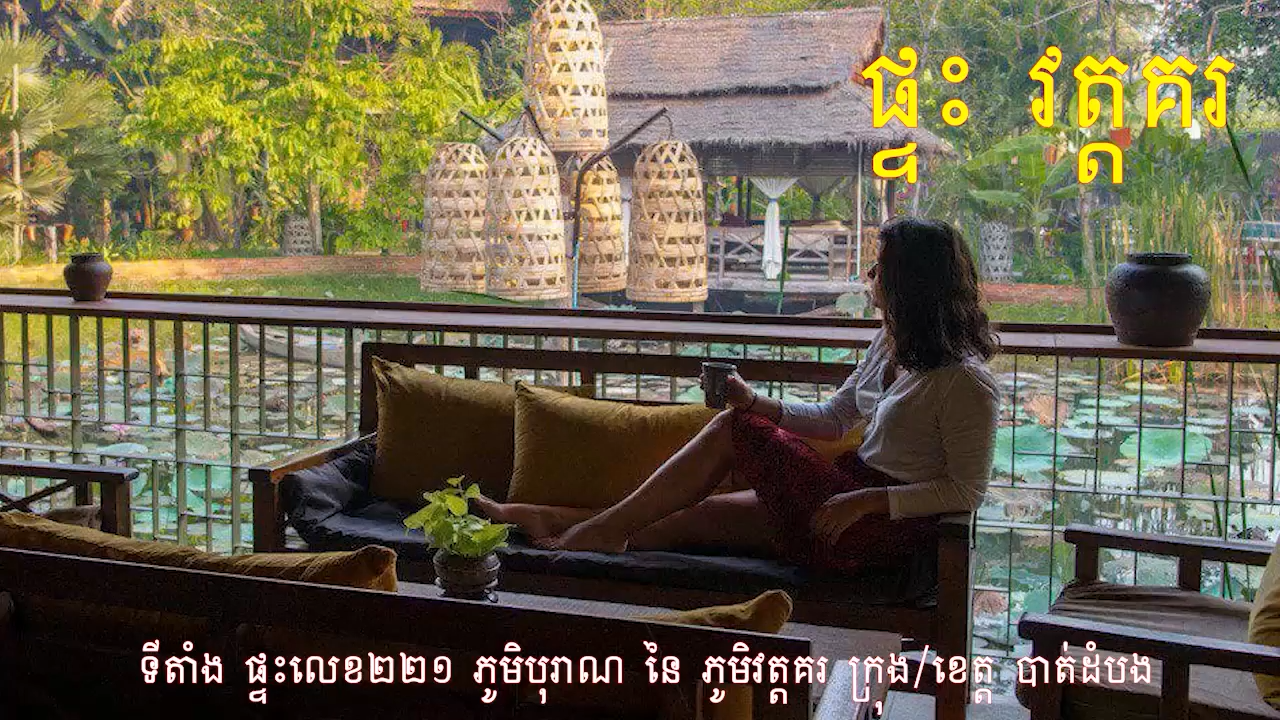 ផ្ទះ វត្តគរ
ទីតាំង ផ្ទះលេខ២២១ ភូមិបុរាណ នៃ ភូមិវត្តគរ ក្រុង/ខេត្ត បាត់ដំបង